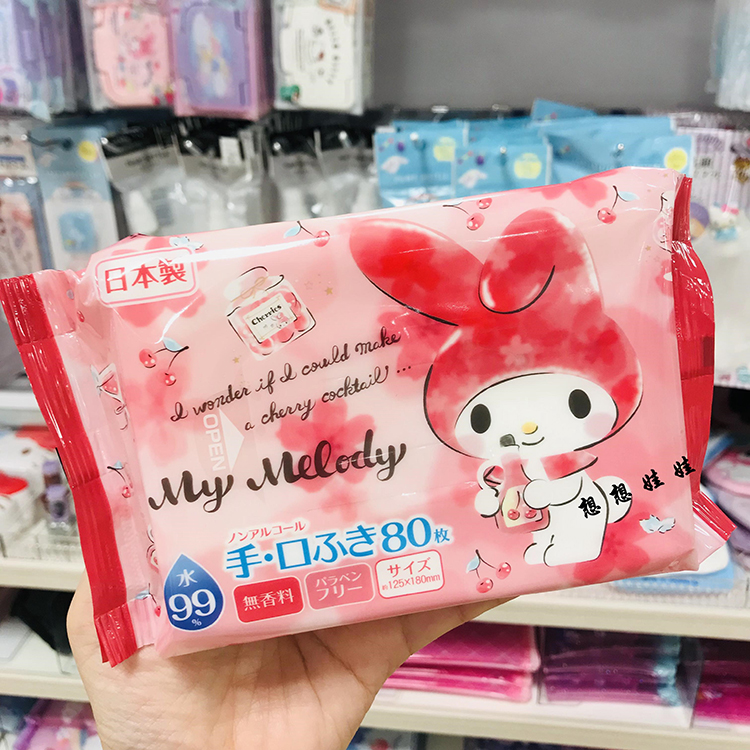 日本製
Cherries
I wonder if I could make
a cherry cocktail...
OPEN
My Melody
ノンアルコール
手・口ふき80枚
水
99%
無香料
パラベン
フリー
サイズ
約125×180mm
想想娃娃